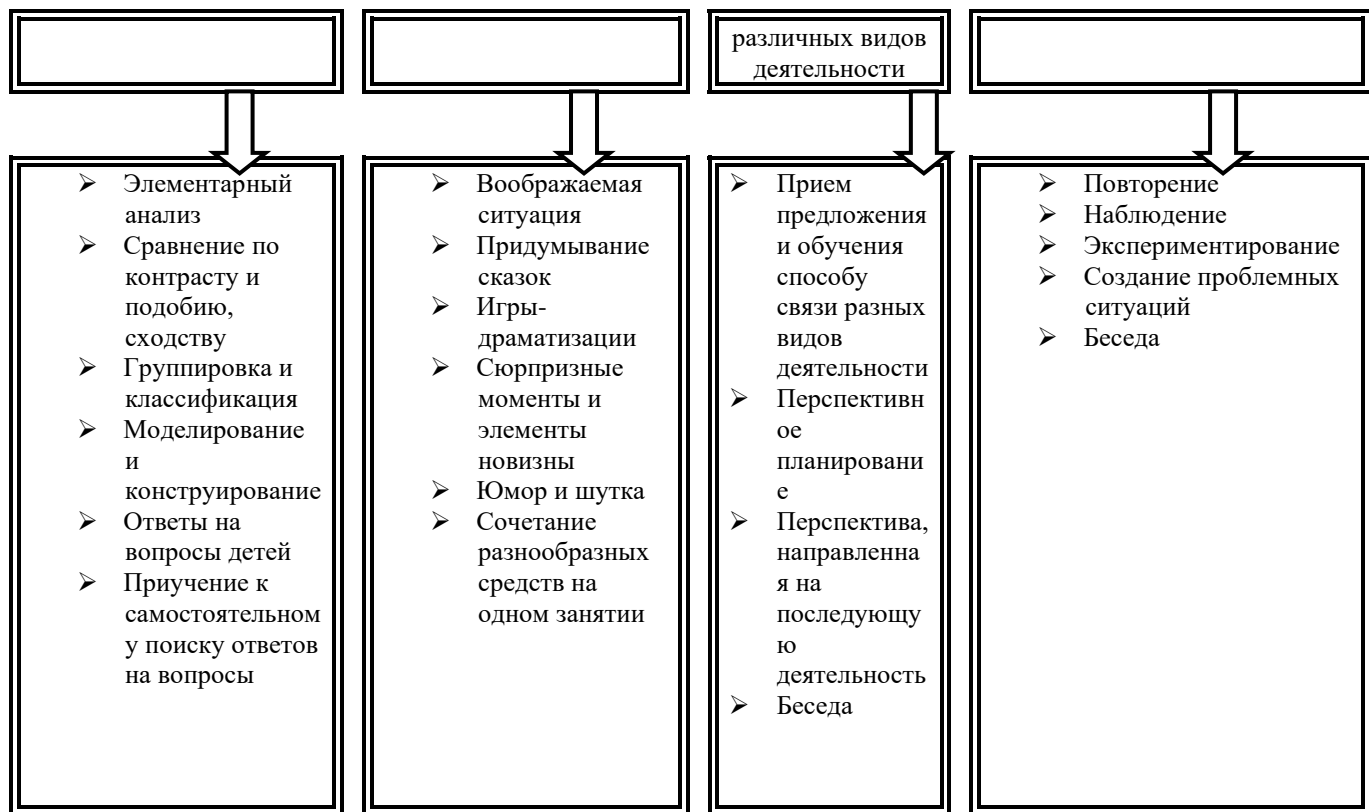 различных видов
деятельности
➢ Элементарный
анализ
➢ Сравнение по
контрасту и
подобию,
сходству
➢ Группировка и
классификация
➢ Моделирование
и
конструирование
➢ Ответы на
вопросы детей
➢ Приучение к
самостоятельном
у поиску ответов
на вопросы
➢ Воображаемая
ситуация
➢ Придумывание
сказок
➢ Игры-
драматизации
➢ Сюрпризные
моменты и
элементы
новизны
➢ Юмор и шутка
➢ Сочетание
разнообразных
средств на
одном занятии
➢ Прием
предложения
и обучения
способу
связи разных
видов
деятельности
➢ Перспективн
ое
планировани
е
➢ Перспектива,
направленна
я на
последующу
ю
деятельность
➢ Беседа
➢ Повторение
➢ Наблюдение
➢ Экспериментирование
➢ Создание проблемных
ситуаций
➢ Беседа